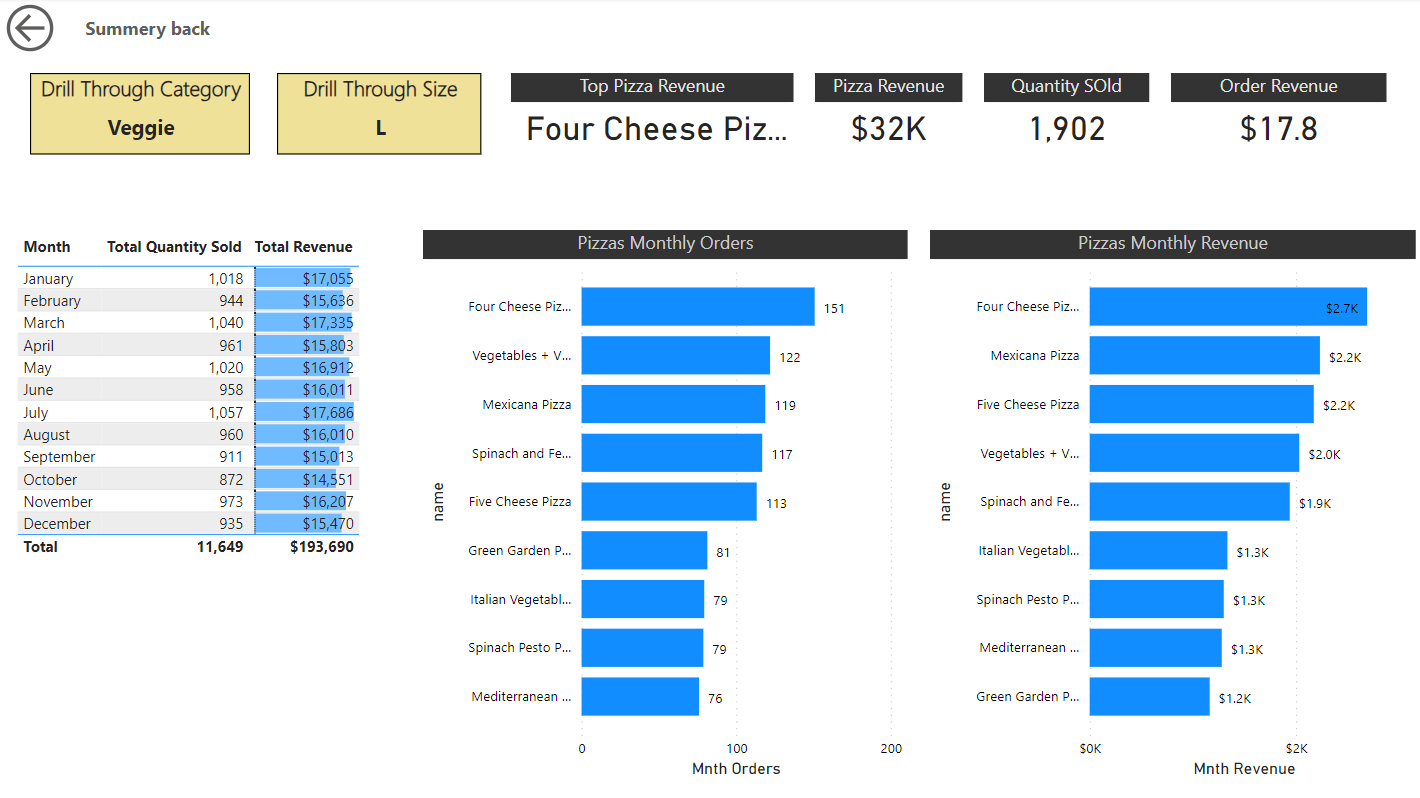 Summery back
Drill Through Category
Veggie
Drill Through Size
L
Top Pizza Revenue
Four Cheese Piz...
Pizza Revenue
$32K
Quantity SOld
1,902
Order Revenue
$17.8
Month Total Quantity Sold Total Revenue
January 1,018 $17,055
February 944 $15,636
March 1,040 $17,335
April 961 $15,803
May 1,020 $16,912
June 958 $16,011
July 1,057 $17,686
August 960 $16,010
September 911 $15,013
October 872 $14,551
November 973 $16,207
December 935 $15,470
Total 11,649 $193,690
Pizzas Monthly Orders
name
Four Cheese Piz... 151
Vegetables + V... 122
Mexicana Pizza 119
Spinach and Fe... 117
Five Cheese Pizza 113
Green Garden P... 81
Italian Vegetabl... 79
Spinach Pesto P... 79
Mediterranean ... 76
0 100 200
Mnth Orders
Pizzas Monthly Revenue
name
Four Cheese Piz... $2.7K
Mexicana Pizza $2.2K
Five Cheese Pizza $2.2K
Vegetables + V... $2.0K
Spinach and Fe... $1.9K
Italian Vegetabl... $1.3K
Spinach Pesto P... $1.3K
Mediterranean ... $1.3K
Green Garden P... $1.2K
$0K $2K
Mnth Revenue